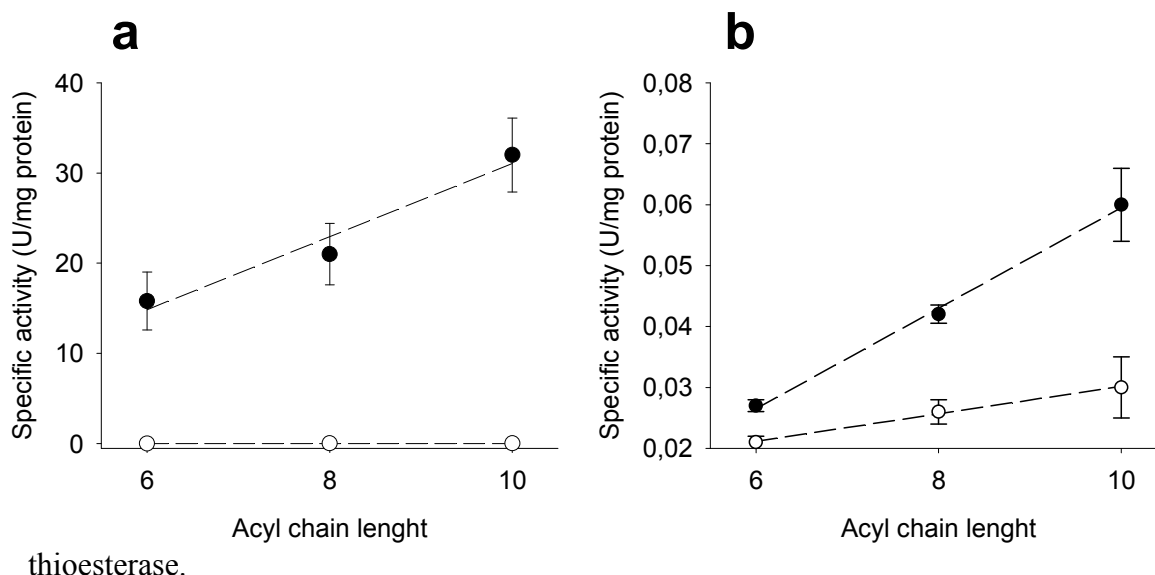 a
b
Specific activity (U/mg protein)
40
30
20
10
0
6
8
10
Acyl chain lenght
Specific activity (U/mg protein)
0,08
0,07
0,06
0,05
0,04
0,03
0,02
6
8
10
Acyl chain lenght
thioesterase.